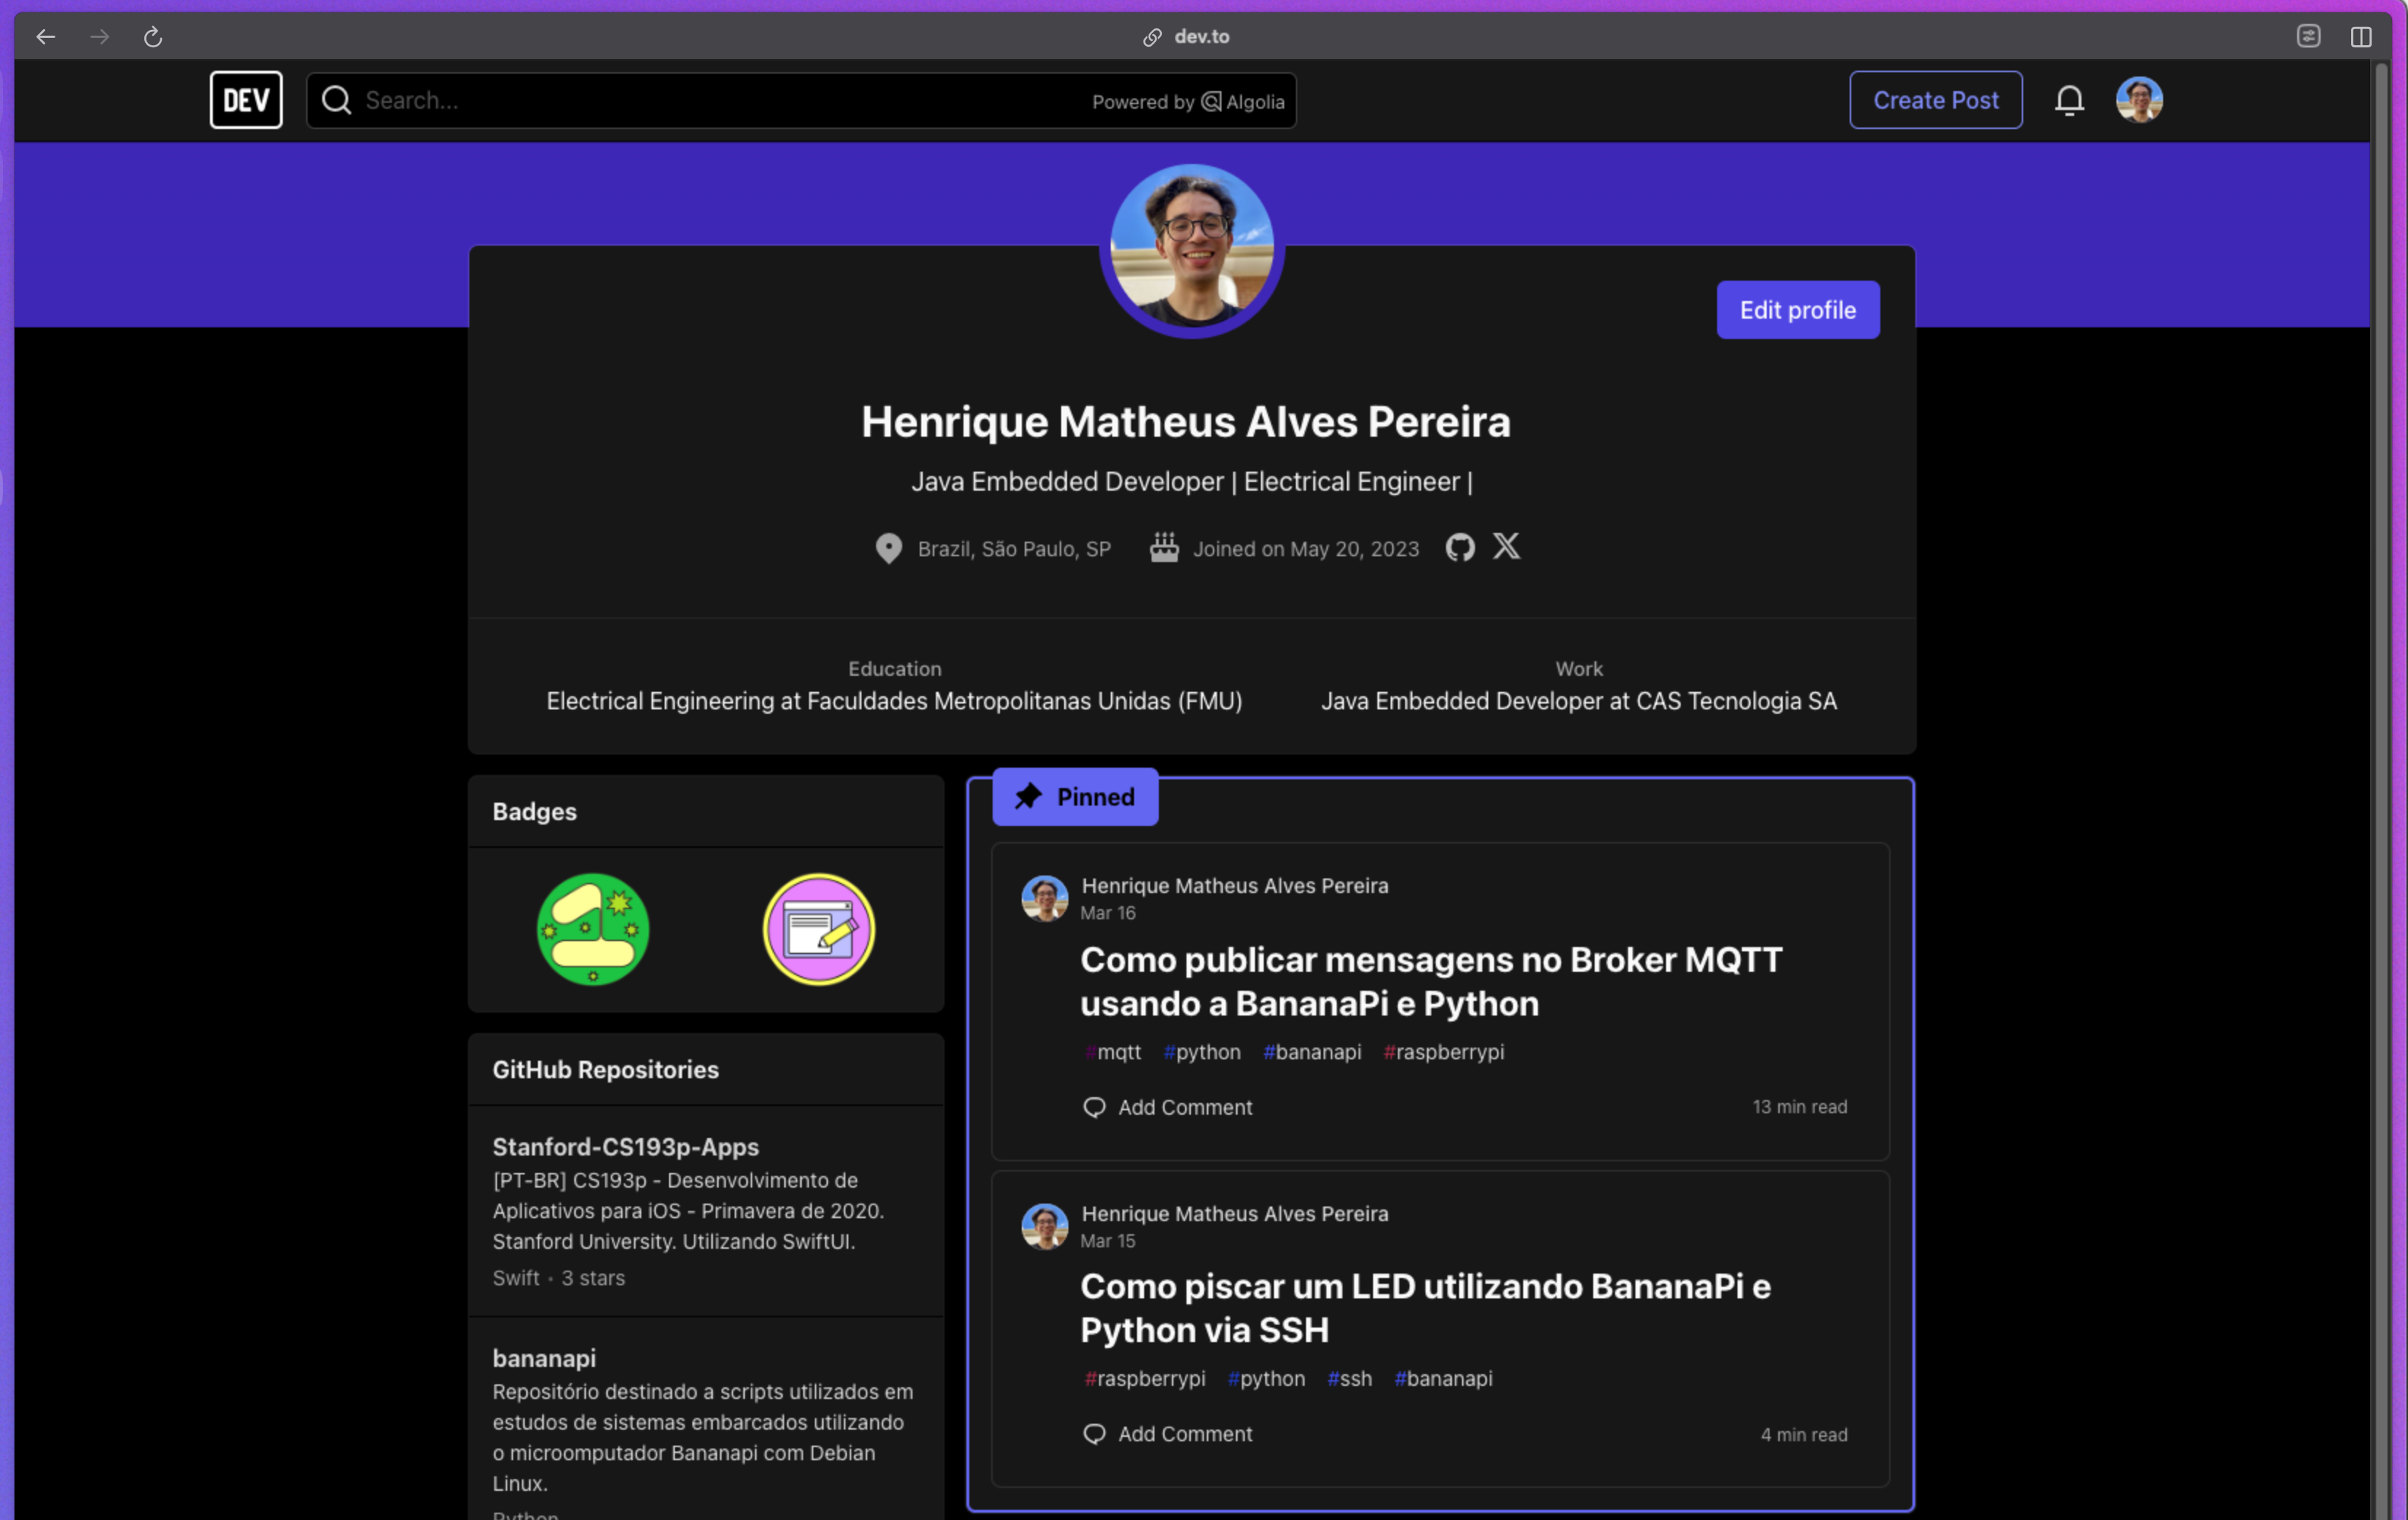 dev.to
DEV
Search...
Powered by Algolia
Create Post
Edit profile
Henrique Matheus Alves Pereira
Java Embedded Developer | Electrical Engineer |
Brazil, São Paulo, SP
Joined on May 20, 2023
Education
Electrical Engineering at Faculdades Metropolitanas Unidas (FMU)
Work
Java Embedded Developer at CAS Tecnologia SA
Badges
GitHub Repositories
Stanford-CS193p-Apps
[PT-BR] CS193p - Desenvolvimento de
Aplicativos para iOS - Primavera de 2020.
Stanford University. Utilizando SwiftUI.
Swift • 3 stars
bananapi
Repositório destinado a scripts utilizados em
estudos de sistemas embarcados utilizando
o microomputador Bananapi com Debian
Linux.
Python
Pinned
Henrique Matheus Alves Pereira
Mar 16
Como publicar mensagens no Broker MQTT
usando a BananaPi e Python
#mqtt #python #bananapi #raspberrypi
Add Comment
13 min read
Henrique Matheus Alves Pereira
Mar 15
Como piscar um LED utilizando BananaPi e
Python via SSH
#raspberrypi #python #ssh #bananapi
Add Comment
4 min read